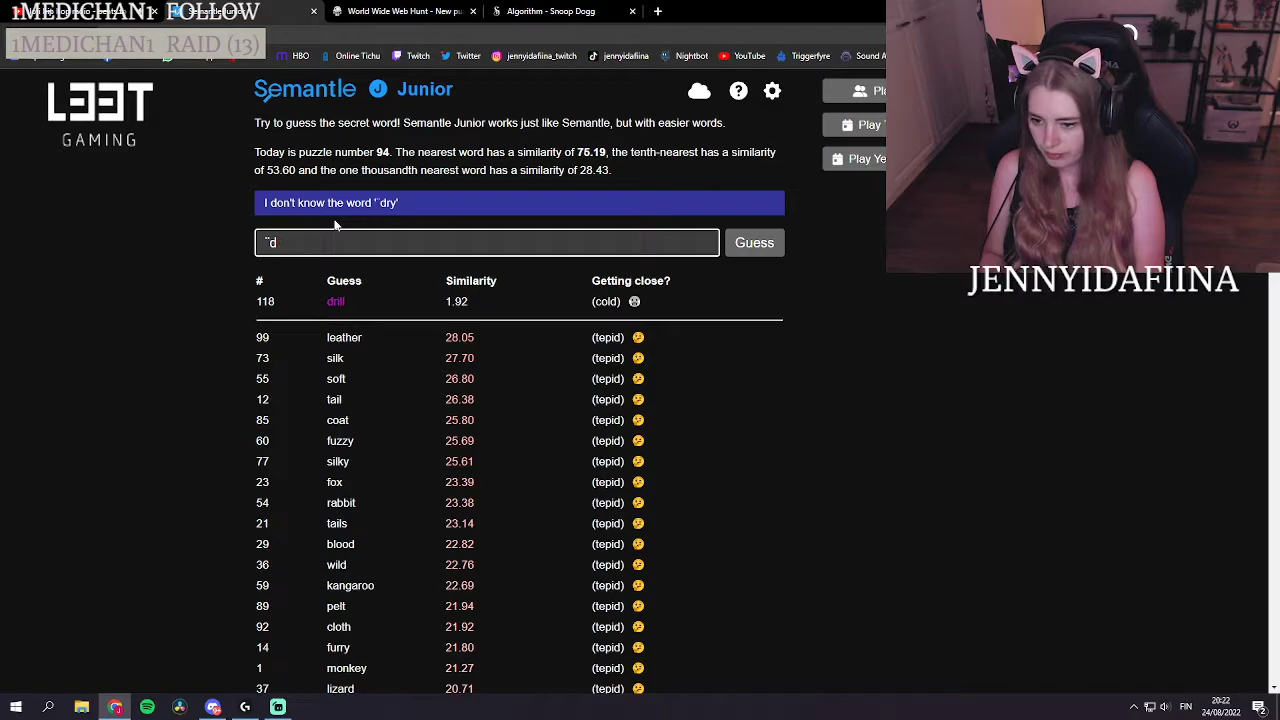 1MEDICHAN1 FOLLOW
1MEDICHAN1 RAID (13)
World Wide Web Hunt - New pu
Algorithm - Snoop Dogg
HBO
Online Tichu
Twitch
Twitter
jennydafiina_twitch
jennyidafiina
Nightbot
YouTube
Triggerfyre
Sound A
L33T
GAMING
Semantle J Junior
Try to guess the secret word! Semantle Junior works just like Semantle, but with easier words.
Today is puzzle number 94. The nearest word has a similarity of 75.19, the tenth-nearest has a similarity
of 53.60 and the one thousandth nearest word has a similarity of 28.43.
Play Ye
I don't know the word '¨dry'
¨d
Guess
# Guess Similarity Getting close?
118 drill 1.92 (cold)
99 leather 28.05 (tepid)
73 silk 27.70 (tepid)
55 soft 26.80 (tepid)
12 tail 26.38 (tepid)
85 coat 25.80 (tepid)
60 fuzzy 25.69 (tepid)
77 silky 25.61 (tepid)
23 fox 23.39 (tepid)
54 rabbit 23.38 (tepid)
21 tails 23.14 (tepid)
29 blood 22.82 (tepid)
36 wild 22.76 (tepid)
59 kangaroo 22.69 (tepid)
89 pelt 21.94 (tepid)
92 cloth 21.92 (tepid)
14 furry 21.80 (tepid)
1 monkey 21.27 (tepid)
37 lizard 20.71 (tepid)
JENNYIDAFIINA
FIN
20:22
24/08/2022
2